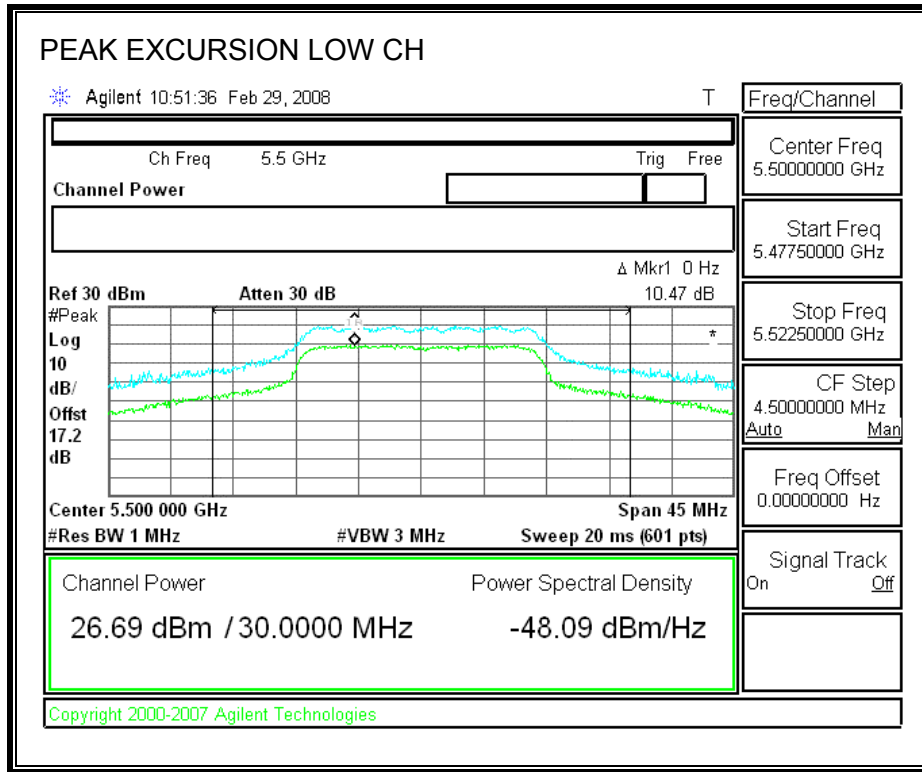 PEAK EXCURSION LOW CH
Agilent 10:51:36 Feb 29, 2008 T
Freq/Channel
Ch Freq 5.5 GHz Trig Free
Channel Power
Center Freq
5.50000000 GHz
Start Freq
5.47750000 GHz
Δ Mkr1 0 Hz
Ref 30 dBm Atten 30 dB 10.47 dB
#Peak
Log
10
dB/
Offst
17.2
dB
*
Stop Freq
5.52250000 GHz
CF Step
4.50000000 MHz
Auto Man
Freq Offset
0.00000000 Hz
Center 5.500 000 GHz Span 45 MHz
#Res BW 1 MHz #VBW 3 MHz Sweep 20 ms (601 pts)
Signal Track
On Off
Channel Power Power Spectral Density
26.69 dBm / 30.0000 MHz -48.09 dBm/Hz
Copyright 2000-2007 Agilent Technologies